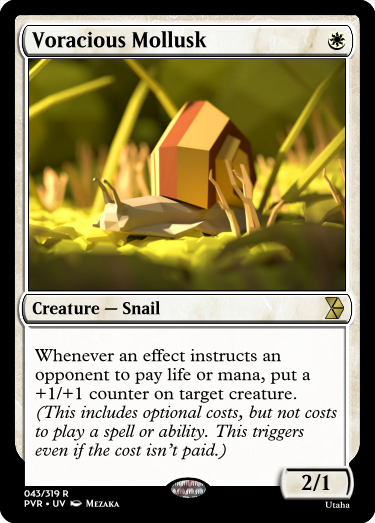 Voracious Mollusk
Creature — Snail
Whenever an effect instructs an
opponent to pay life or mana, put a
+1/+1 counter on target creature.
(This includes optional costs, but not costs
to play a spell or ability. This triggers
even if the cost isn't paid.)
2/1
043/319 R
PVR • UV Mezaka
Utaha